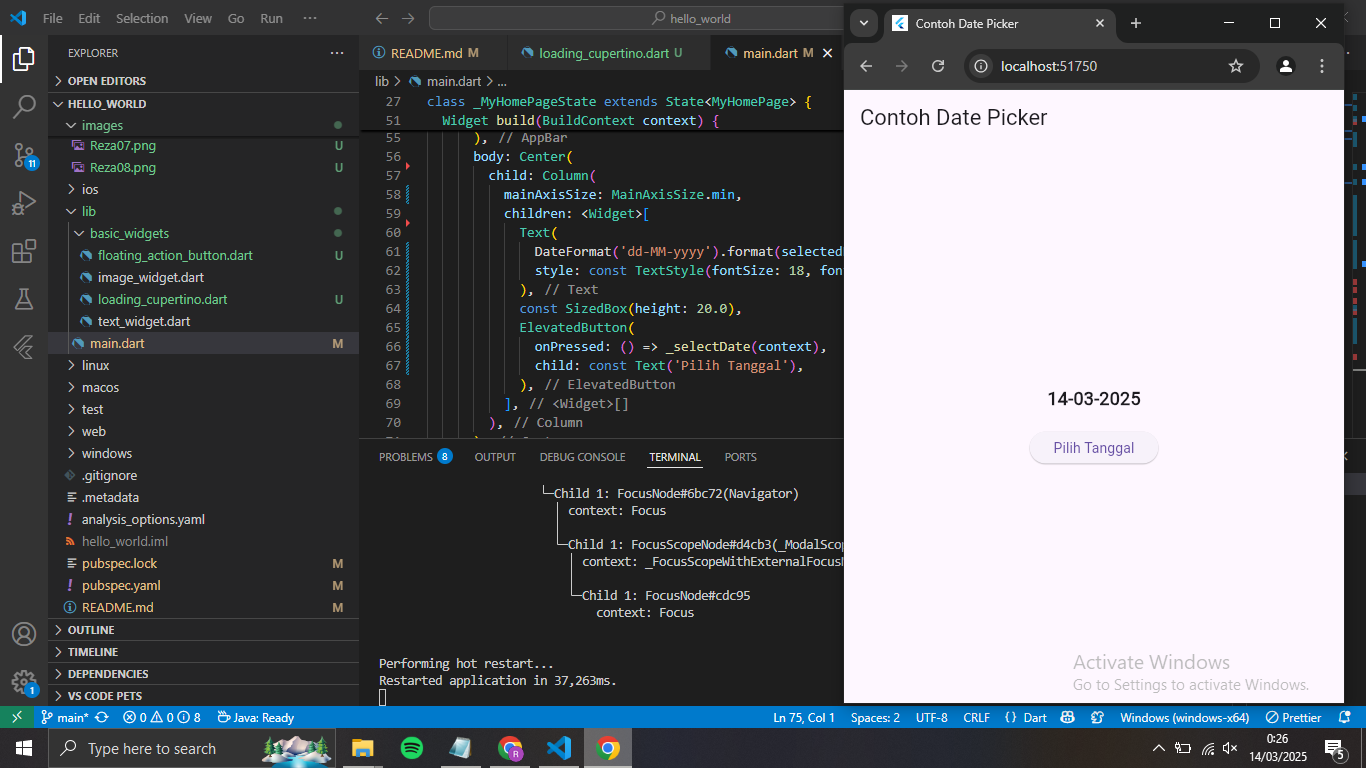 File Edit Selection View Go Run ···
hello_world
EXPLORER
OPEN EDITORS
HELLO_WORLD
images
Reza07.png U
Reza08.png U
ios
lib
basic_widgets
floating_action_button.dart U
image_widget.dart
loading_cupertino.dart U
text_widget.dart
main.dart M
linux
macos
test
web
windows
.gitignore
.metadata
analysis_options.yaml
hello_world.iml
pubspec.lock M
pubspec.yaml M
README.md M
OUTLINE
TIMELINE
DEPENDENCIES
VS CODE PETS
11
1
README.md M
loading_cupertino.dart U
main.dart M
lib > main.dart > ...
27 class _MyHomePageState extends State<MyHomePage> {
51 Widget build(BuildContext context) {
55 ), // AppBar
56 body: Center(
57 child: Column(
58 mainAxisSize: MainAxisSize.min,
59 children: <Widget>[
60 Text(
61 DateFormat('dd-MM-yyyy').format(selected
62 style: const TextStyle(fontSize: 18, fon
63 ), // Text
64 const SizedBox(height: 20.0),
65 ElevatedButton(
66 onPressed: () => _selectDate(context),
67 child: const Text('Pilih Tanggal'),
68 ), // ElevatedButton
69 ], // <Widget>[]
70 ), // Column
PROBLEMS 8 OUTPUT DEBUG CONSOLE TERMINAL PORTS
└─Child 1: FocusNode#6bc72(Navigator)
context: Focus
└─Child 1: FocusScopeNode#d4cb3(_ModalScop
context: _FocusScopeWithExternalFocus
└─Child 1: FocusNode#cdc95
context: Focus
Performing hot restart...
Restarted application in 37,263ms.
Contoh Date Picker
localhost:51750
Contoh Date Picker
14-03-2025
Pilih Tanggal
Activate Windows
Go to Settings to activate Windows.
main* 0 0 8 Java: Ready
Ln 75, Col 1 Spaces: 2 UTF-8 CRLF {} Dart Windows (windows-x64) Prettier
Type here to search
R
0:26
14/03/2025
5